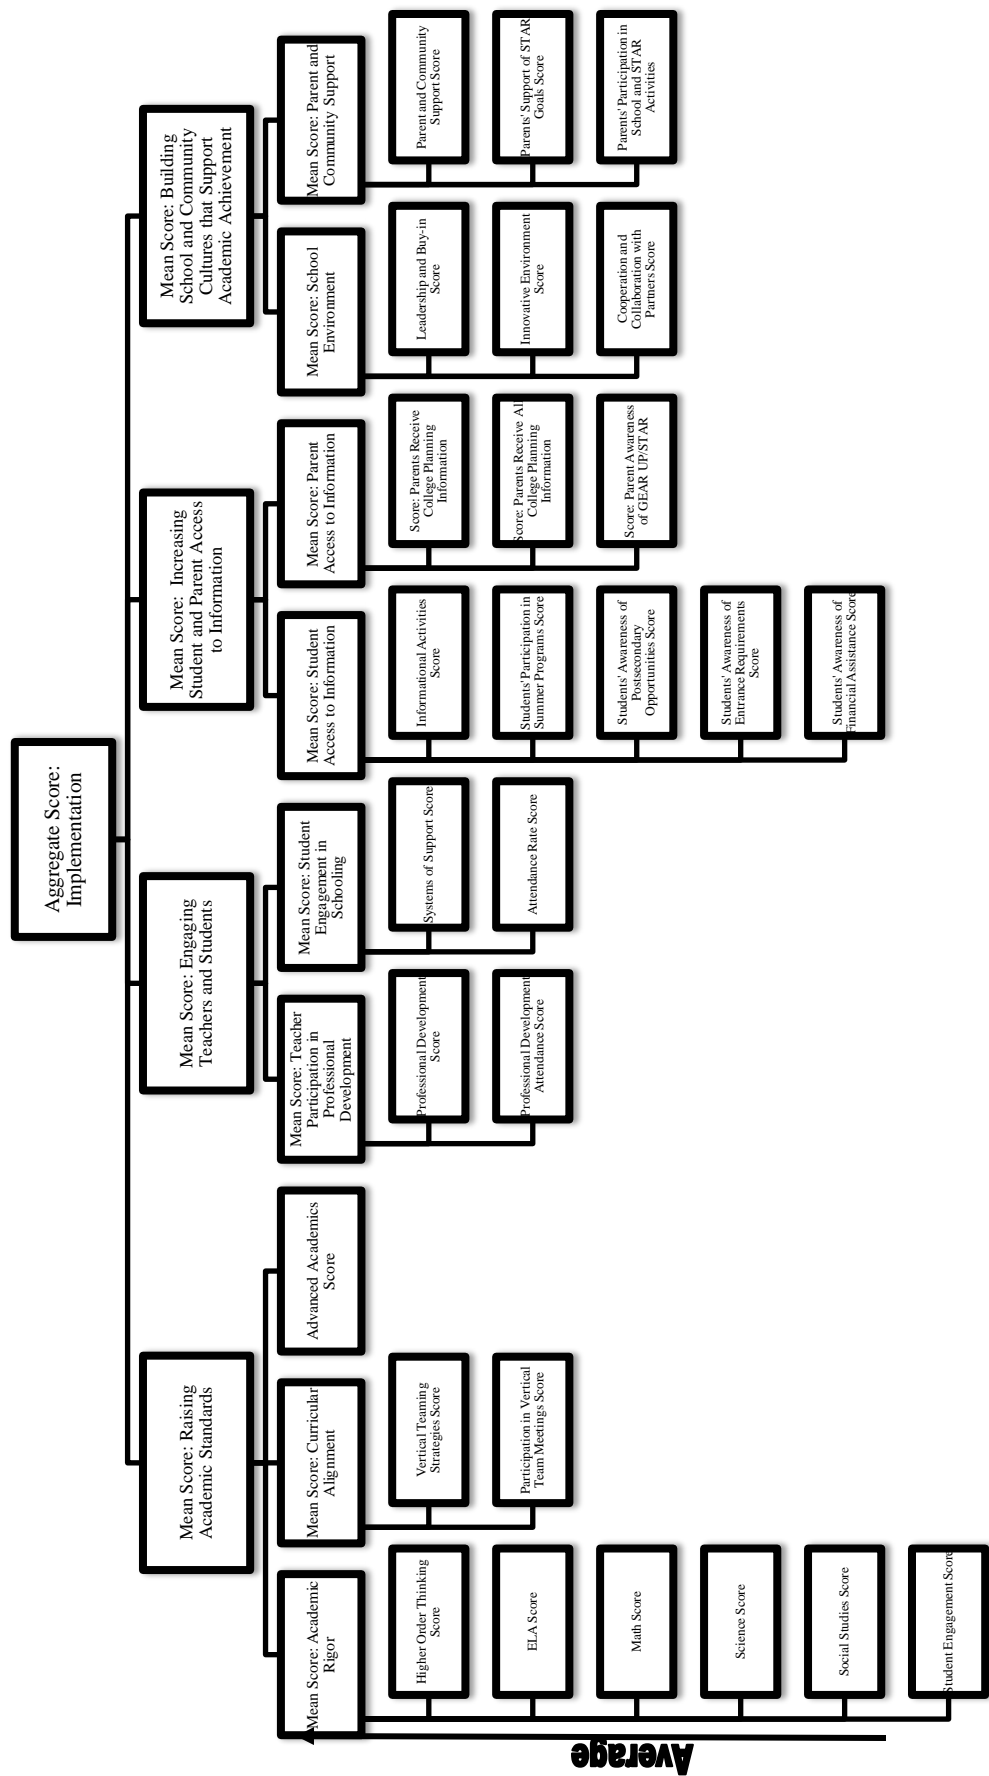 Aggregate Score:
Implementation
Mean Score: Raising
Academic Standards
Mean Score: Engaging
Teachers and Students
Mean Score:  Increasing
Student and Parent Access
to Information
Mean Score: Building
School and Community
Cultures that Support
Academic Achievement
Mean Score: Academic
Rigor
Mean Score: Curricular
Alignment
Advanced Academics
Score
Mean Score: Teacher
Participation in
Professional
Development
Mean Score: Student
Engagement in
Schooling
Mean Score: Student
Access to Information
Mean Score: Parent
Access to Information
Mean Score: School
Environment
Mean Score: Parent and
Community Support
Higher Order Thinking
Score
ELA Score
Math Score
Science Score
Social Studies Score
Student Engagement Score
Vertical Teaming
Strategies Score
Participation in Vertical
Team Meetings Score
Professional Development
Score
Professional Development
Attendance Score
Systems of Support Score
Attendance Rate Score
Informational Activities
Score
Students' Participation in
Summer Programs Score
Students' Awareness of
Postsecondary
Opportunities Score
Students' Awareness of
Entrance Requirements
Score
Students' Awareness of
Financial Assistance Score
Score: Parents Receive
College Planning
Information
Score: Parents Receive All
College Planning
Information
Score: Parent Awareness
of GEAR UP/STAR
Leadership and Buy-in
Score
Innovative Environment
Score
Cooperation and
Collaboration with
Partners Score
Parent and Community
Support Score
Parents' Support of STAR
Goals Score
Parents' Participation in
School and STAR
Activities
Average